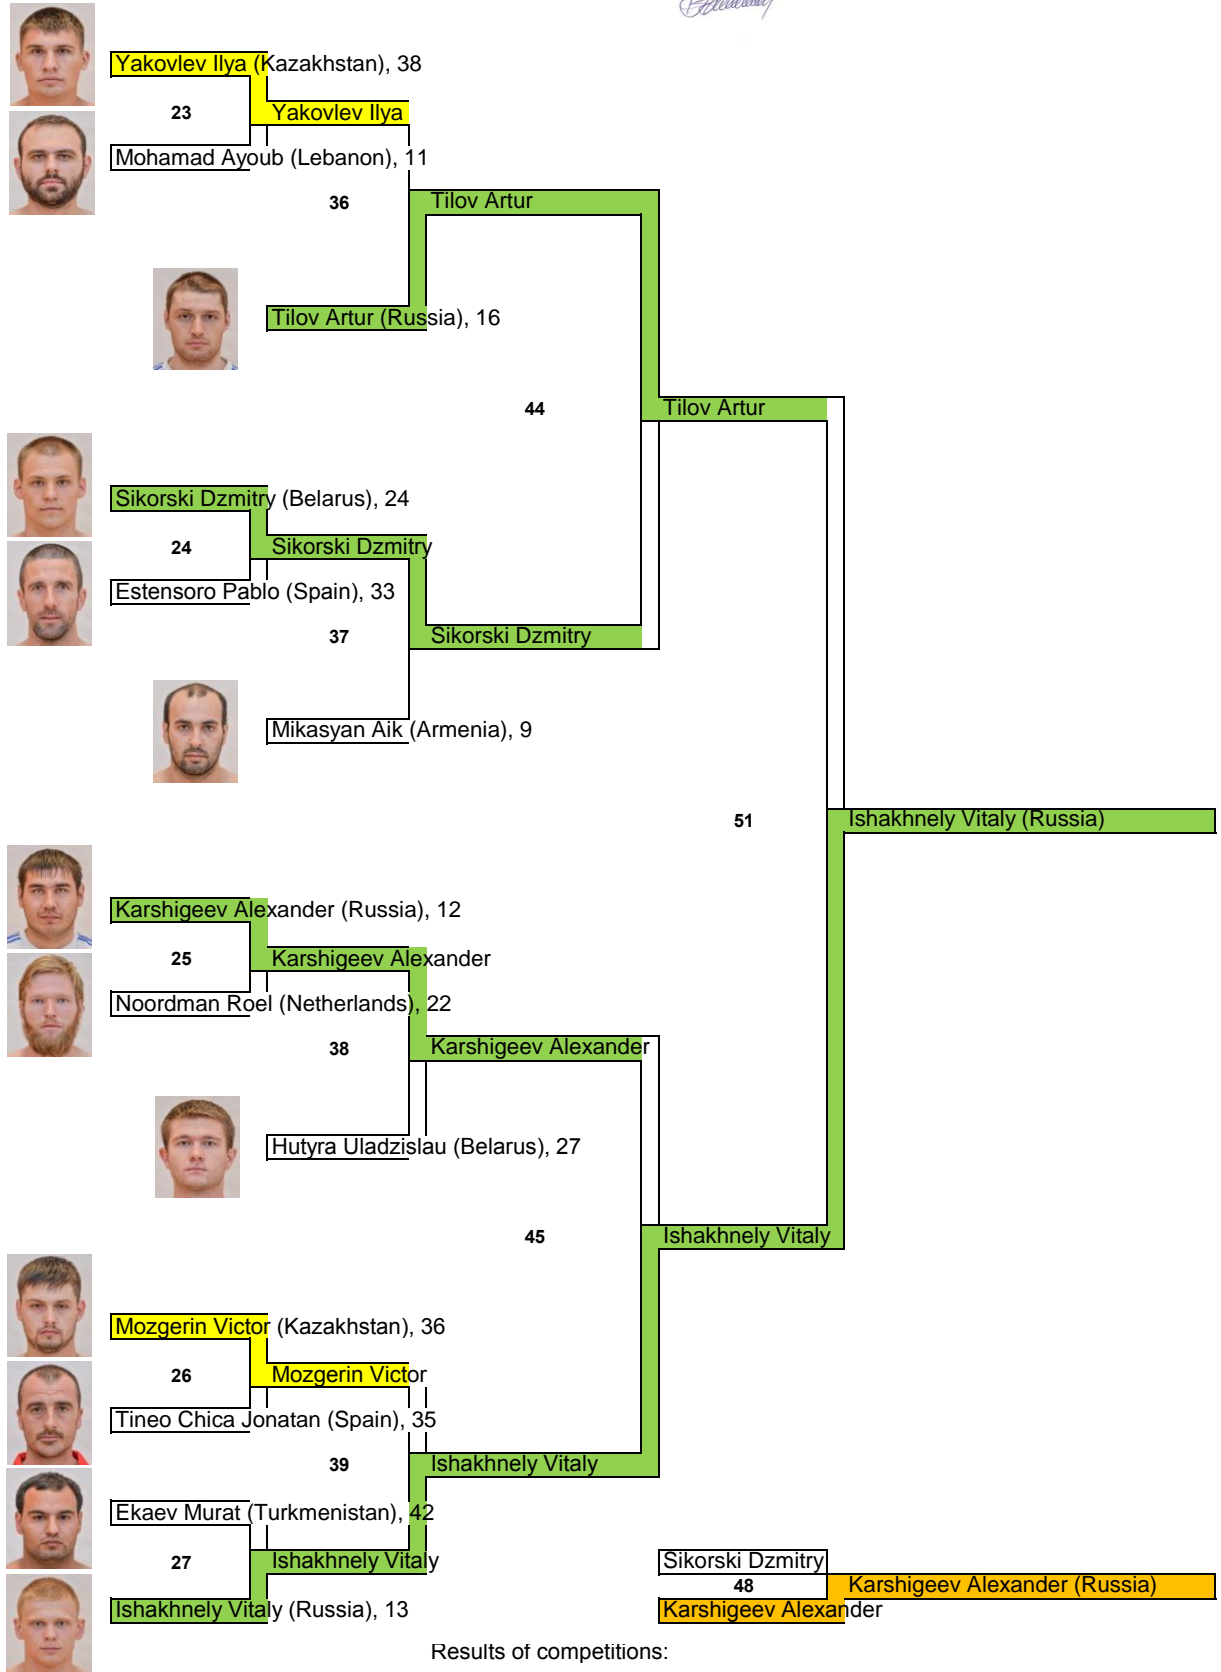 Yakovlev Ilya (Kazakhstan), 38
23
Yakovlev Ilya
Mohamad Ayoub (Lebanon), 11
36
Tilov Artur
Tilov Artur (Russia), 16
44
Tilov Artur
Sikorski Dzmitry (Belarus), 24
24
Sikorski Dzmitry
Estensoro Pablo (Spain), 33
37
Sikorski Dzmitry
Mikasyan Aik (Armenia), 9
51
Ishakhnely Vitaly (Russia)
Karshigeev Alexander (Russia), 12
25
Karshigeev Alexander
Noordman Roel (Netherlands), 22
38
Karshigeev Alexander
Hutyra Uladzislau (Belarus), 27
45
Ishakhnely Vitaly
Mozgerin Victor (Kazakhstan), 36
26
Mozgerin Victor
Tineo Chica Jonatan (Spain), 35
39
Ishakhnely Vitaly
Ekaev Murat (Turkmenistan), 42
27
Ishakhnely Vitaly
Ishakhnely Vitaly (Russia), 13
Sikorski Dzmitry
48
Karshigeev Alexander (Russia)
Karshigeev Alexander
Results of competitions: